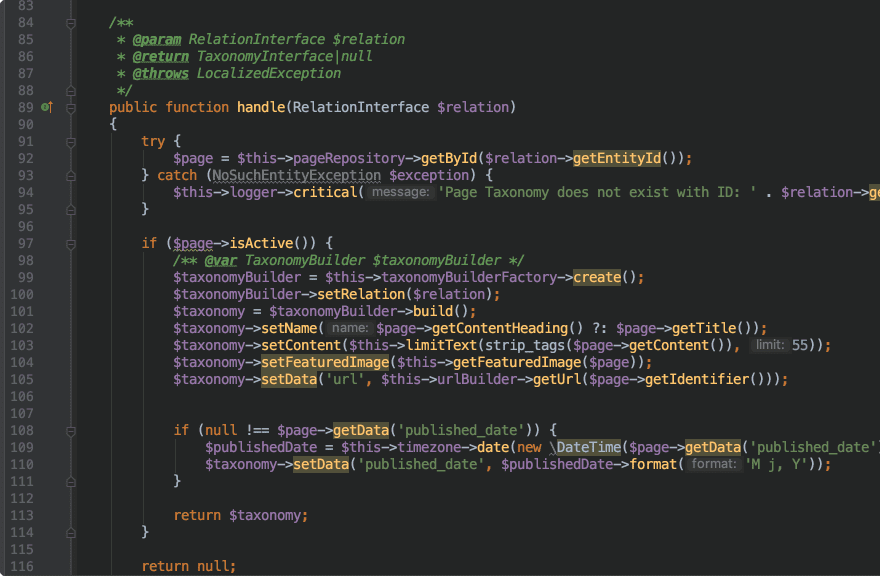 83
84 /**
85 * @param RelationInterface $relation
86 * @return TaxonomyInterface|null
87 * @throws LocalizedException
88 */
89 public function handle(RelationInterface $relation)
90 {
91 try {
92 $page = $this->pageRepository->getById($relation->getEntityId());
93 } catch (NoSuchEntityException $exception) {
94 $this->logger->critical( message: 'Page Taxonomy does not exist with ID: ' . $relation->
95 }
96
97 if ($page->isActive()) {
98 /** @var TaxonomyBuilder $taxonomyBuilder */
99 $taxonomyBuilder = $this->taxonomyBuilderFactory->create();
100 $taxonomyBuilder->setRelation($relation);
101 $taxonomy = $taxonomyBuilder->build();
102 $taxonomy->setName( name: $page->getContentHeading() ?: $page->getTitle());
103 $taxonomy->setContent($this->limitText(strip_tags($page->getContent()), limit: 55));
104 $taxonomy->setFeaturedImage($this->getFeaturedImage($page));
105 $taxonomy->setData('url', $this->urlBuilder->getUrl($page->getIdentifier()));
106
107
108 if (null !== $page->getData('published_date')) {
109 $publishedDate = $this->timezone->date(new \DateTime($page->getData('published_date')
110 $taxonomy->setData('published_date', $publishedDate->format( format: 'M j, Y'));
111 }
112
113 return $taxonomy;
114 }
115
116 return null;